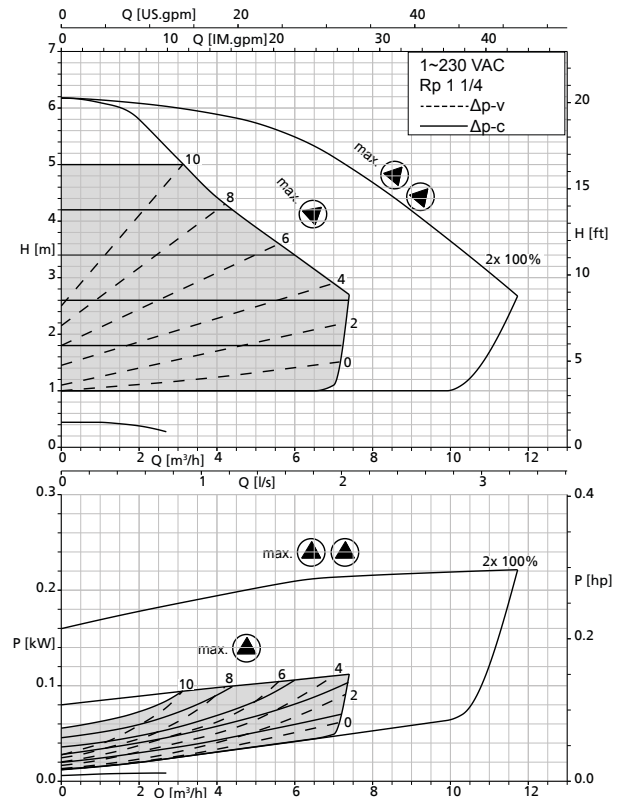 Q [US.gpm] 20 40
0
0 Q [IM.gpm] 10 20 30 40
7
6
5
4
H [m]
3
2
1
0
1~230 VAC
Rp 1 1/4
Δp-v
Δp-c
max.
max.
10
8
6
4
2
0
2x 100%
20
15
H [ft]
10
5
0
2 4 6 8 10 12
Q [m³/h]
0 1 Q [l/s] 2 3
0.3
0.2
P [kW]
0.1
0.0
max.
2x 100%
max.
10
8
6
4
2
0
0.4
P [hp]
0.2
0.0
0 2 4 6 8 10 12
Q [m³/h]